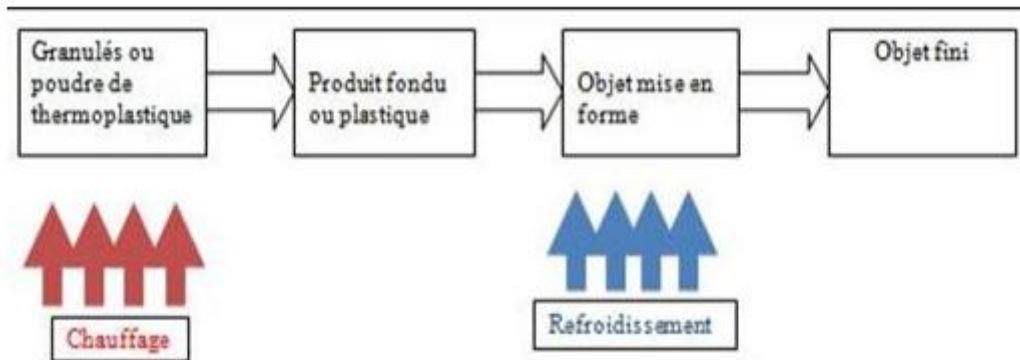 Granulés ou
poudre de
thermoplastique
Produit fondu
ou plastique
Objet mise en
forme
Objet fini
Chauffage
Refroidissement